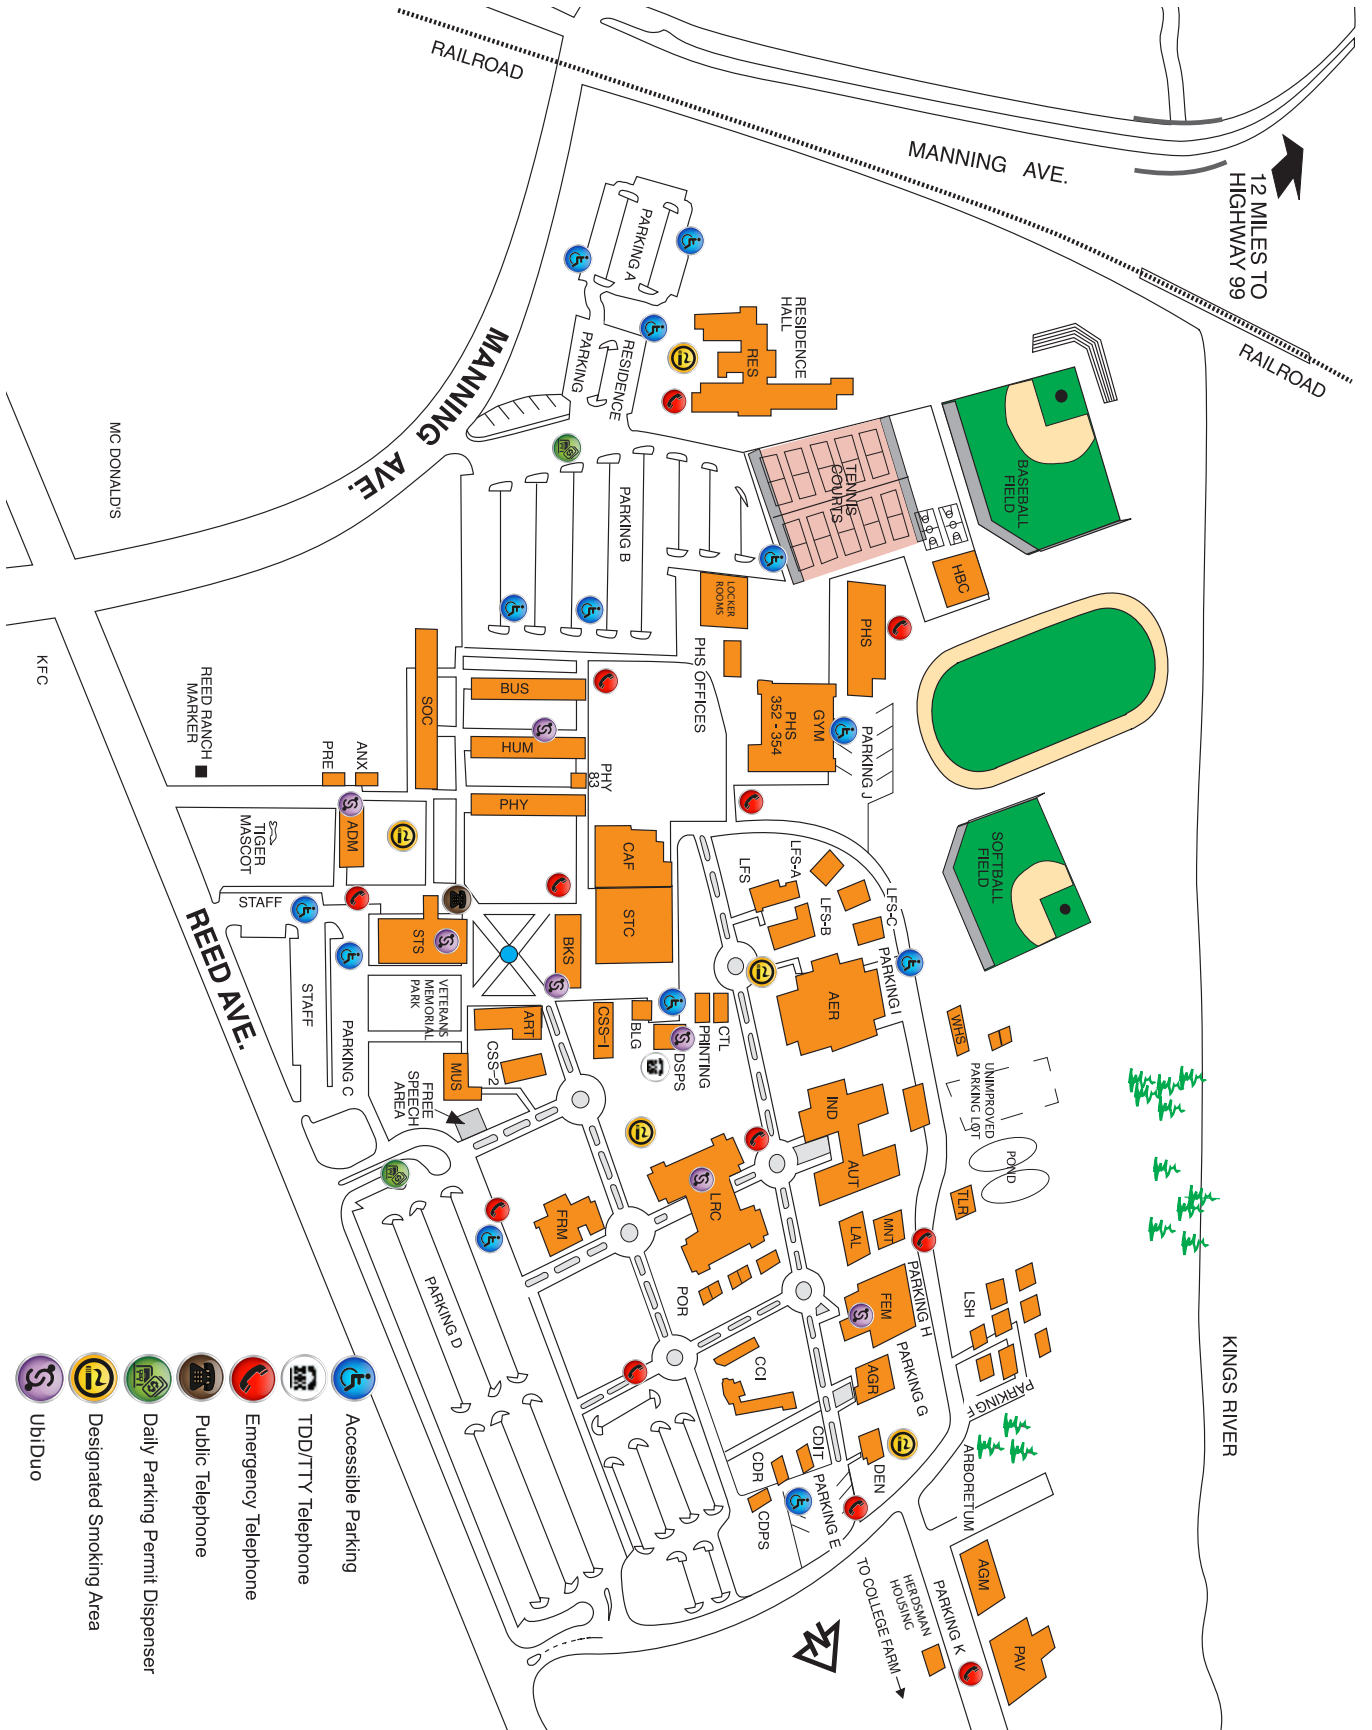 RAILROAD
MANNING AVE.
12 MILES TO
HIGHWAY 99
RAILROAD
PARKING A
RESIDENCE
HALL
RES
RESIDENCE
PARKING
MANNING AVE.
MC DONALD'S
KFC
PARKING B
TENNIS
COURTS
BASEBALL
FIELD
HBC
LOCKER
ROOMS
PHS
PHS OFFICES
GYM
PHS
352 - 354
PARKING J
REED RANCH
MARKER
PRE
ANX
SOC
BUS
HUM
PHY
83
PHY
ADM
TIGER
MASCOT
CAF
STC
LFS
LFS-A
LFS-B
LFS-C
SOFTBALL
FIELD
STAFF
STS
BKS
PARKING I
AER
WHS
UNIMPROVED
PARKING LOT
POND
REED AVE.
STAFF
PARKING C
VETERANS
MEMORIAL
PARK
ART
CSS-1
CSS-2
BLG
DSPS
PRINTING
CTL
MUS
FREE
SPEECH
AREA
IND
AUT
TLR
LRC
FRM
LAL
MNT
PARKING H
POR
FEM
LSH
PARKING D
CCI
AGR
PARKING G
PARKING F
KINGS RIVER
CDIT
CDR
DEN
CDPS
PARKING E
ARBORETUM
AGM
PAV
PARKING K
HERDSMAN
HOUSING
TO COLLEGE FARM
N
Accessible Parking
TDD/TTY Telephone
Emergency Telephone
Public Telephone
Daily Parking Permit Dispenser
Designated Smoking Area
UbiDuo